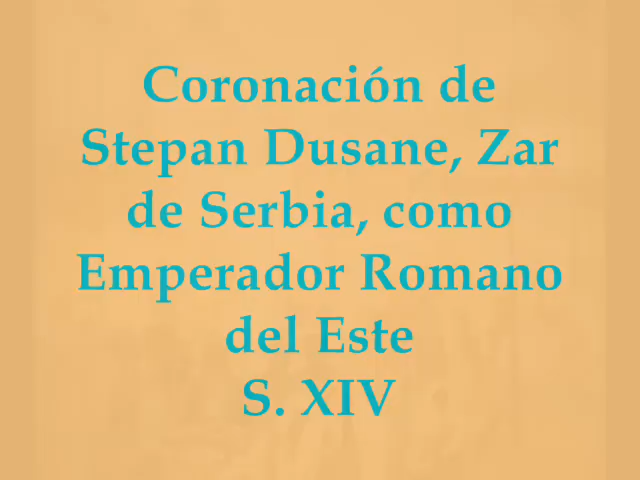 Coronación de
Stepan Dusane, Zar
de Serbia, como
Emperador Romano
del Este
S. XIV